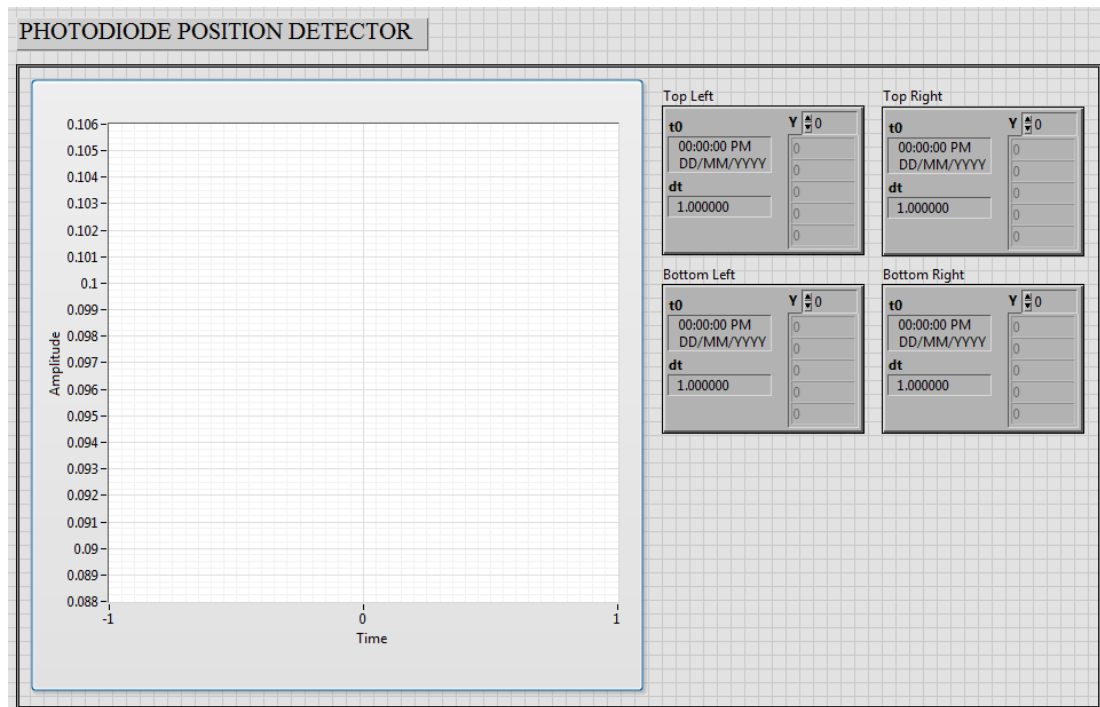 PHOTODIODE POSITION DETECTOR
0.106
0.105
0.104
0.103
0.102
0.101
0.1
0.099
0.098
0.097
0.096
0.095
0.094
0.093
0.092
0.091
0.09
0.089
0.088
Amplitude
-1 0 1
Time
Top Left
t0
00:00:00 PM
DD/MM/YYYY
dt
1.000000
Y 0
0
0
0
0
0
Top Right
t0
00:00:00 PM
DD/MM/YYYY
dt
1.000000
Y 0
0
0
0
0
0
Bottom Left
t0
00:00:00 PM
DD/MM/YYYY
dt
1.000000
Y 0
0
0
0
0
0
Bottom Right
t0
00:00:00 PM
DD/MM/YYYY
dt
1.000000
Y 0
0
0
0
0
0